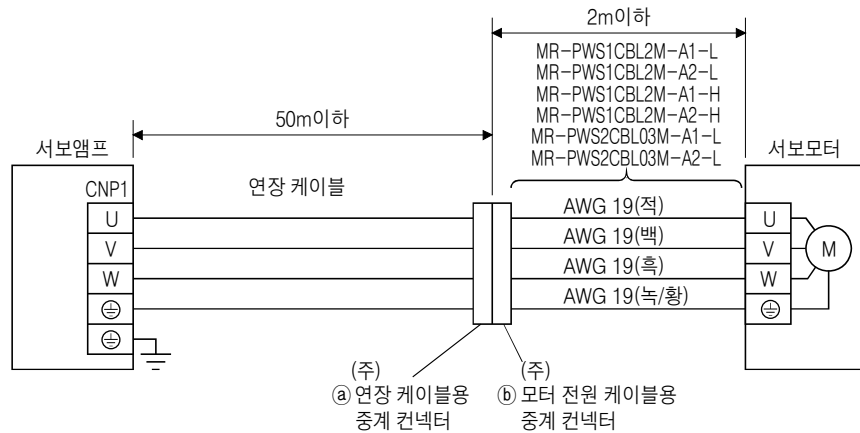 2m이하
MR-PWS1CBL2M-A1-L
MR-PWS1CBL2M-A2-L
MR-PWS1CBL2M-A1-H
MR-PWS1CBL2M-A2-H
MR-PWS2CBL03M-A1-L
MR-PWS2CBL03M-A2-L
50m이하
서보앰프
서보모터
CNP1
연장 케이블
U
V
W
AWG 19(적)
AWG 19(백)
AWG 19(흑)
AWG 19(녹/황)
U
V
W
M
(주)
ⓐ 연장 케이블용
중계 컨넥터
(주)
ⓑ 모터 전원 케이블용
중계 컨넥터